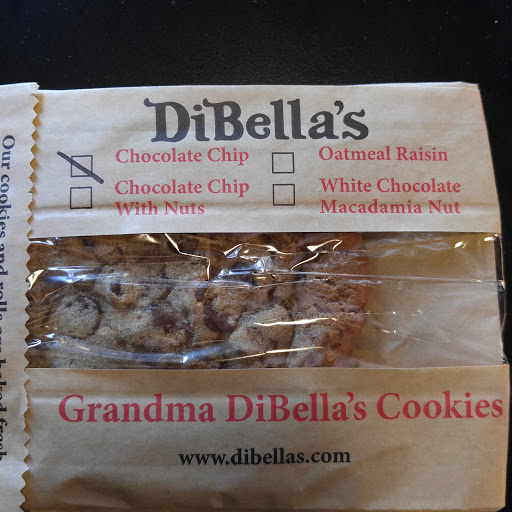 DiBella's
Chocolate Chip
Oatmeal Raisin
Chocolate Chip
With Nuts
White Chocolate
Macadamia Nut
Grandma DiBella's Cookies
www.dibellas.com
Our cookies and rolls are baked fresh